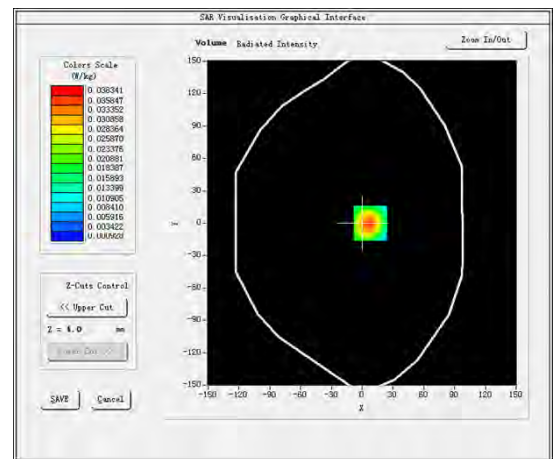 SAR Visualisation Graphical Interface
Volume Radiated Intensity
Zoom In/Out
Colors Scale
(W/kg)
0.038341
0.035847
0.033352
0.030858
0.028364
0.025870
0.023376
0.020881
0.018387
0.015893
0.013399
0.010905
0.008410
0.005916
0.003422
Z-Cuts Control
<< Upper Cut
Z = 4.0 mm
SAVE
Cancel
150
120
90
60
30
0
-30
-60
-90
-120
-150
-150 -120 -90 -60 -30 0 30 60 90 120 150
X